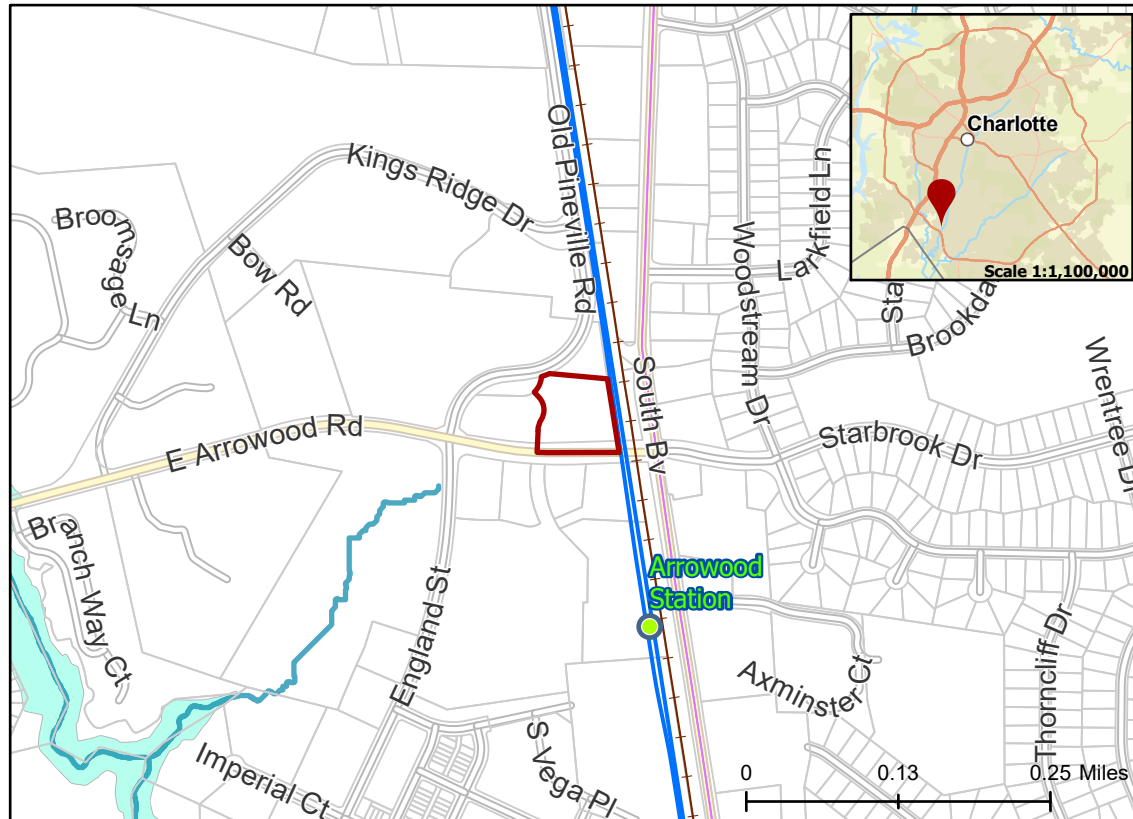 Kings Ridge Dr
Old Pineville Rd
Broomsage Ln
Bow Rd
E Arrowood Rd
Branch Way Ct
England St
Imperial Ct
S Vega Pl
South Bv
Woodstream Dr
Larkfield Ln
Starbrook Dr
Wrentree Dr
Arrowood
Station
Axminster Ct
Thorncliff Dr
Charlotte
Scale 1:1,100,000
0
0.13
0.25 Miles